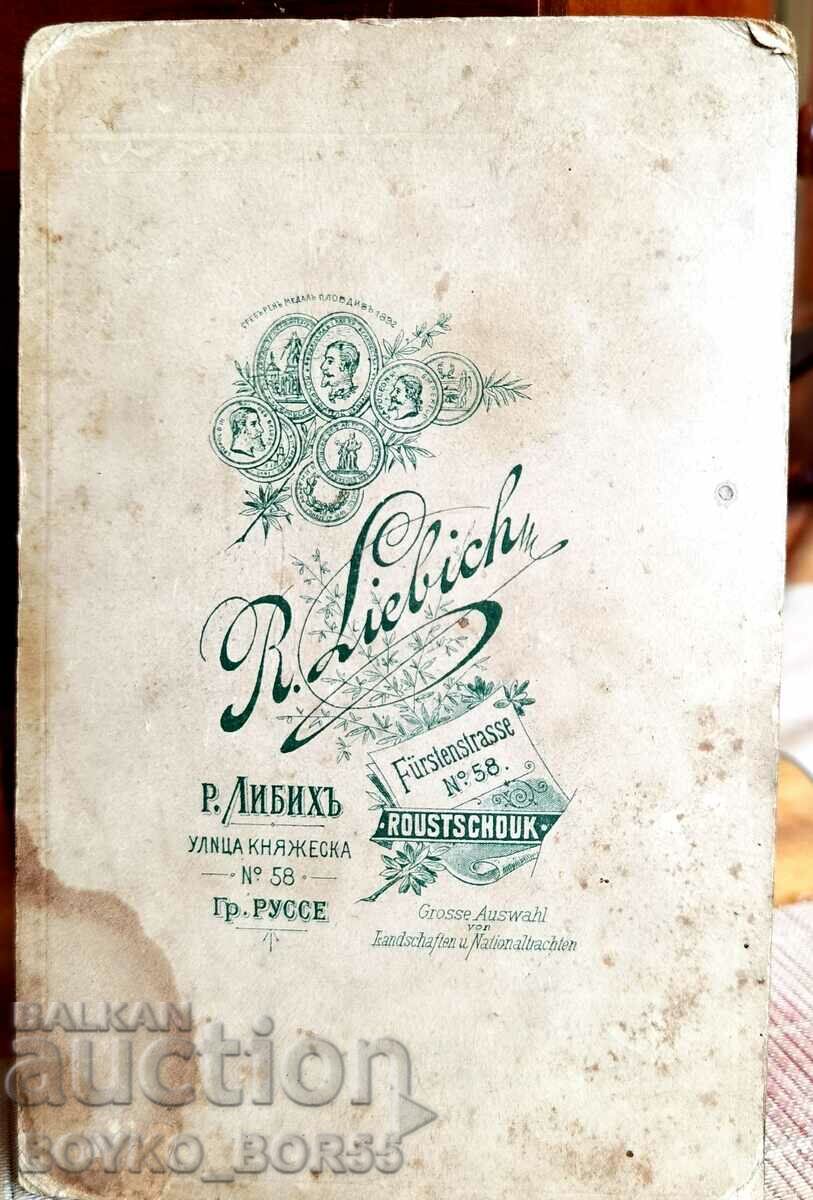 СРЕБЪРЕНЪ МЕДАЛЪ ПЛОВДИВЪ 1892
R. Liebich
Fürstenstrasse
No. 58.
ROUSTSCHOUK
Р. ЛИБИХЪ
УЛИЦА КНЯЖЕСКА
No 58
Гр. РУССЕ
Grosse Auswahl
von
Landschaften u. Nationaltrachten
BALKAN
auction
BOYKO_BOR55